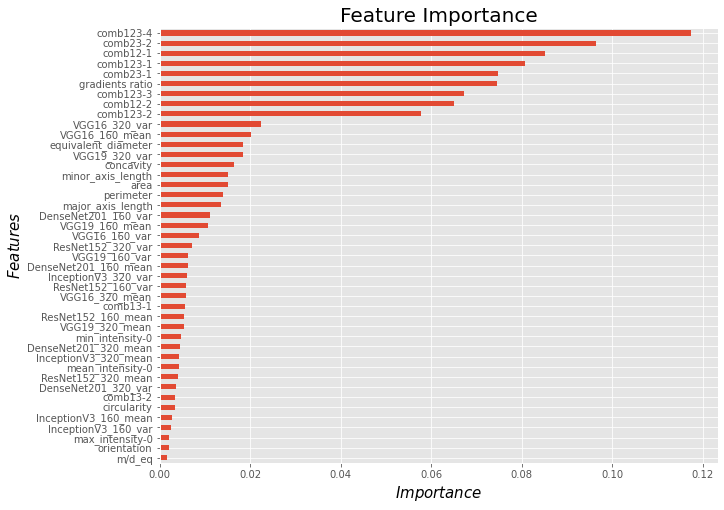 Feature Importance
comb123-4
comb23-2
comb12-1
comb123-1
comb23-1
gradients ratio
comb123-3
comb12-2
comb123-2
VGG16_320_var
VGG16_160_mean
equivalent_diameter
VGG19_320_var
concavity
minor_axis_length
area
perimeter
major_axis_length
DenseNet201_160_var
VGG19_160_mean
VGG16_160_var
ResNet152_320_var
VGG19_160_var
DenseNet201_160_mean
InceptionV3_320_var
ResNet152_160_var
VGG16_320_mean
comb13-1
ResNet152_160_mean
VGG19_320_mean
min_intensity-0
DenseNet201_320_mean
InceptionV3_320_mean
mean_intensity-0
ResNet152_320_mean
DenseNet201_320_var
comb13-2
circularity
InceptionV3_160_mean
InceptionV3_160_var
max_intensity-0
orientation
m/d_eq
Features
0.00 0.02 0.04 0.06 0.08 0.10 0.12
Importance